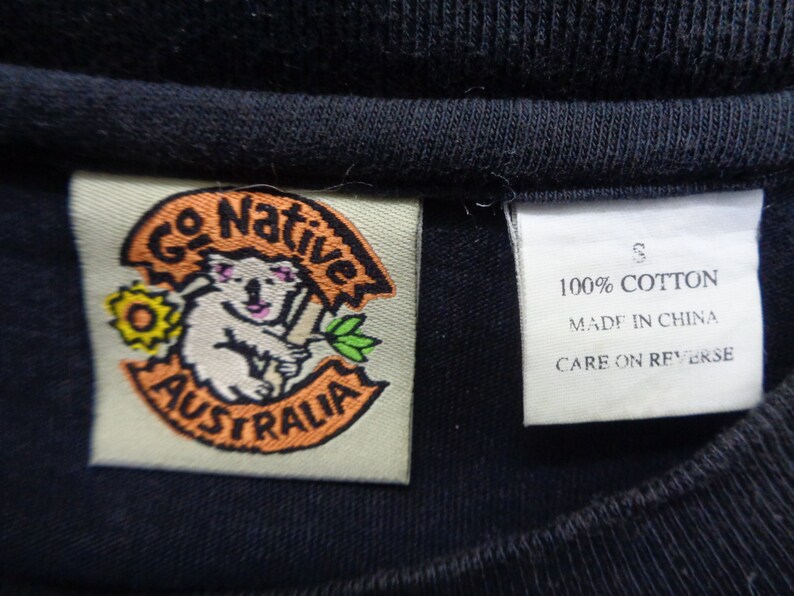 Go Native
AUSTRALIA
S
100% COTTON
MADE IN CHINA
CARE ON REVERSE